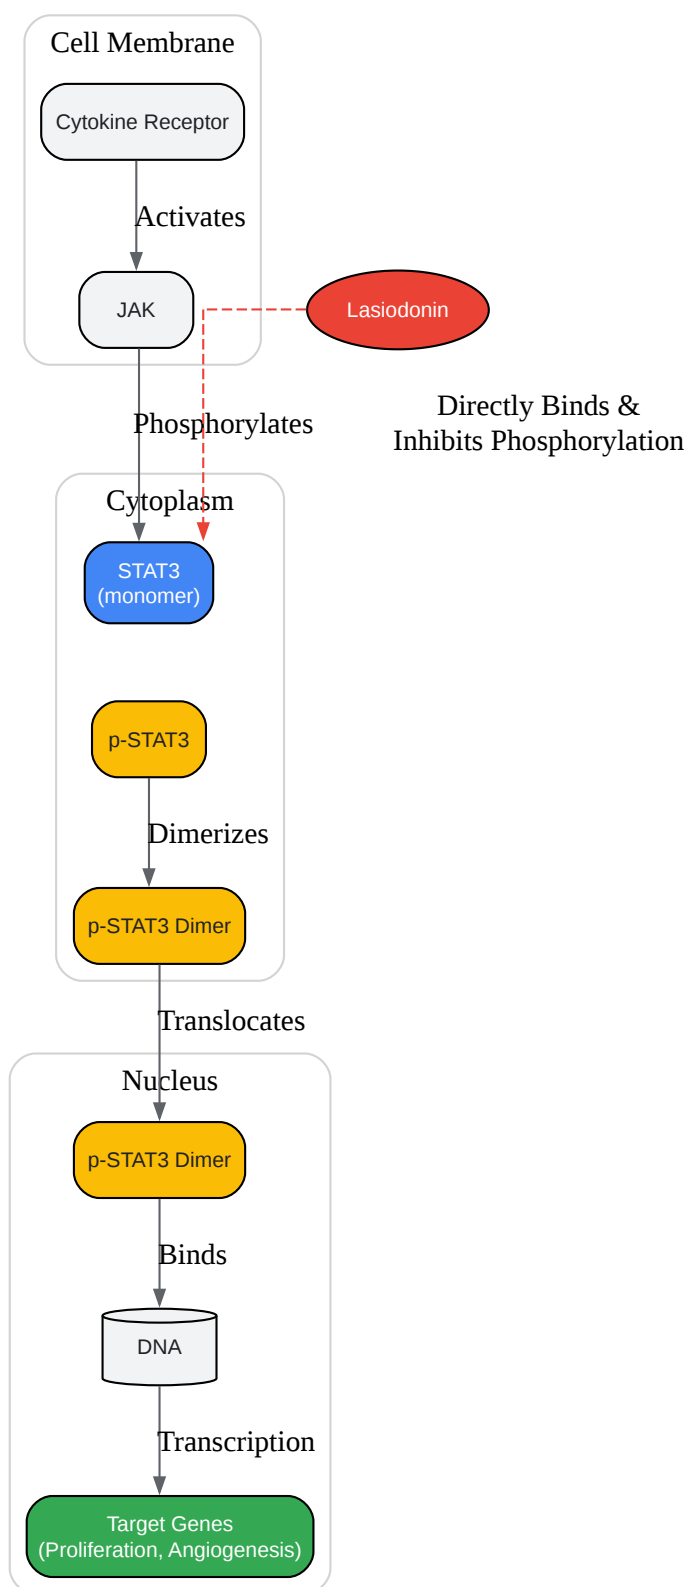 Cell Membrane
Cytokine Receptor
Activates
JAK
Lasiodonin
Directly Binds &
Inhibits Phosphorylation
Phosphorylates
Cytoplasm
STAT3
(monomer)
p-STAT3
Dimerizes
p-STAT3 Dimer
Translocates
Nucleus
p-STAT3 Dimer
Binds
DNA
Transcription
Target Genes
(Proliferation, Angiogenesis)